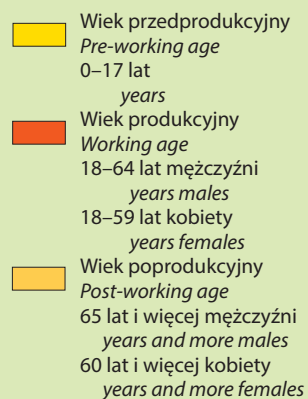 Wiek przedprodukcyjny
Pre-working age
0–17 lat
years
Wiek produkcyjny
Working age
18–64 lat mężczyźni
years males
18–59 lat kobiety
years females
Wiek poprodukcyjny
Post-working age
65 lat i więcej mężczyźni
years and more males
60 lat i więcej kobiety
years and more females